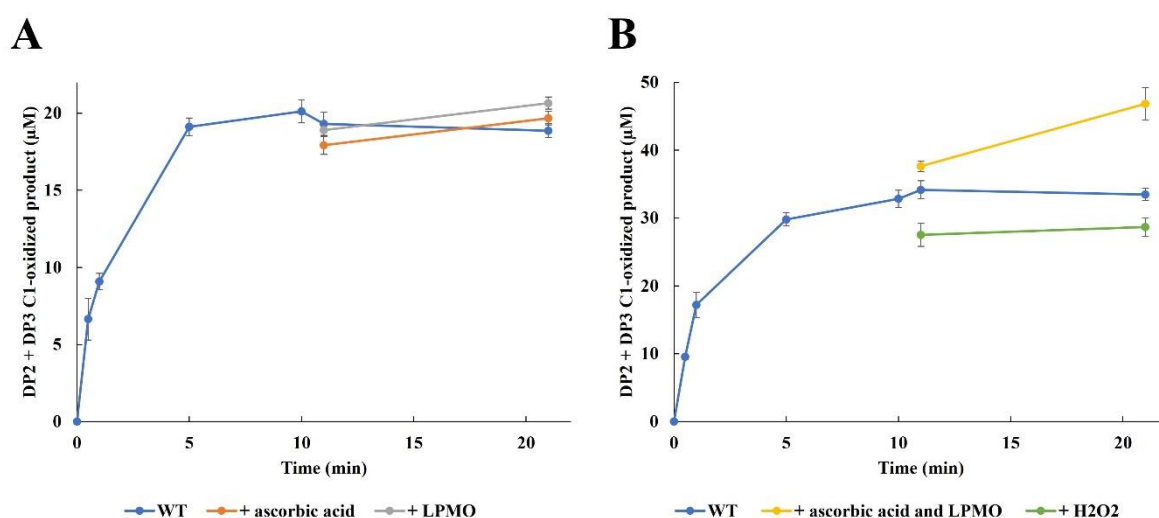 A
DP2 + DP3 C1-oxidized product (µM)
20
15
10
5
0
0 5 10 15 20
Time (min)
WT + ascorbic acid + LPMO
B
DP2 + DP3 C1-oxidized product (µM)
50
40
30
20
10
0
0 5 10 15 20
Time (min)
WT + ascorbic acid and LPMO + H2O2